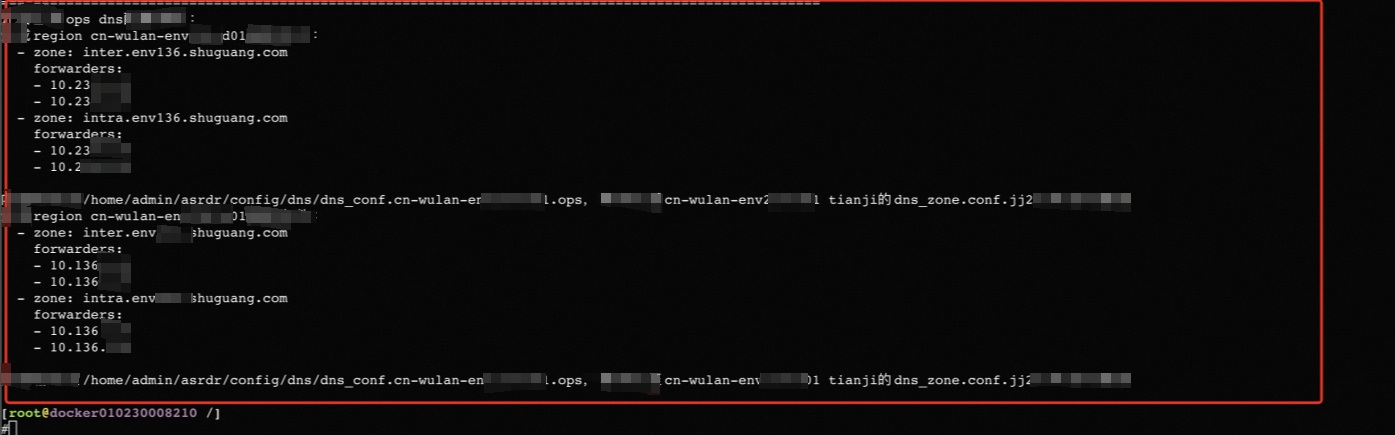 ops dns :
region cn-wulan-env d01 :
- zone: inter.env136.shuguang.com
forwarders:
- 10.23
- 10.23
- zone: intra.env136.shuguang.com
forwarders:
- 10.23
- 10.2
/home/admin/asrdr/config/dns/dns_conf.cn-wulan-en .ops, cn-wulan-env2 1 tianji的dns_zone.conf.jj2
region cn-wulan-en 01 :
- zone: inter.env shuguang.com
forwarders:
- 10.136
- 10.136
- zone: intra.env shuguang.com
forwarders:
- 10.136
- 10.136.
/home/admin/asrdr/config/dns/dns_conf.cn-wulan-en .ops, cn-wulan-env 01 tianji的dns_zone.conf.jj2
[root@docker010230008210 /]
#